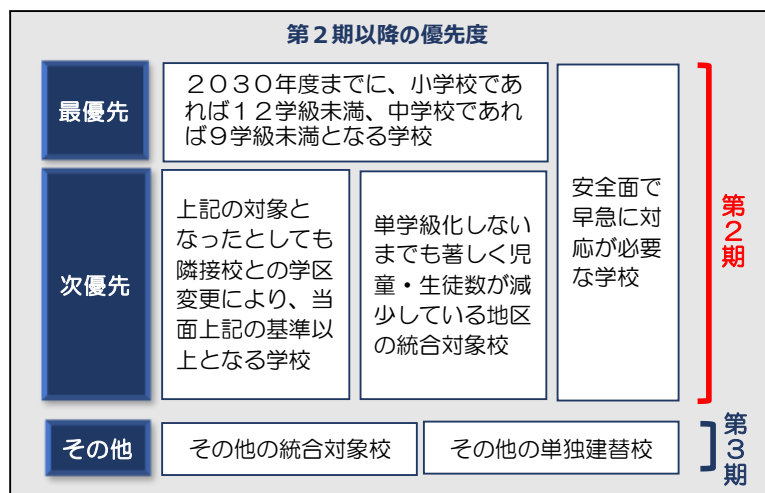 第２期以降の優先度
最優先
２０３０年度までに、小学校であ
れば１２学級未満、中学校であれ
ば９学級未満となる学校
安全面で
早急に対
応が必要
な学校
次優先
上記の対象と
なったとしても
隣接校との学区
変更により、当
面上記の基準以
上となる学校
単学級化しない
までも著しく児
童・生徒数が減
少している地区
の統合対象校
第２期
その他
その他の統合対象校
その他の単独建替校
第３期